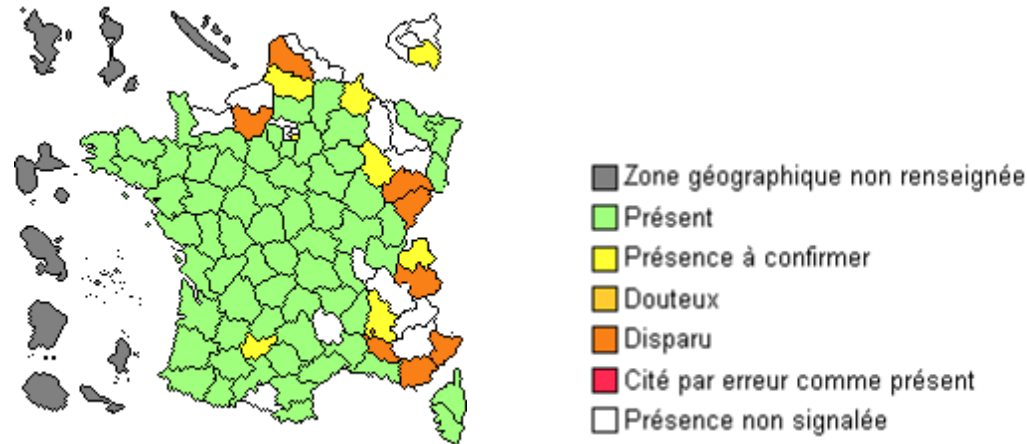 Zone géographique non renseignée
Présent
Présence à confirmer
Douteux
Disparu
Cité par erreur comme présent
Présence non signalée